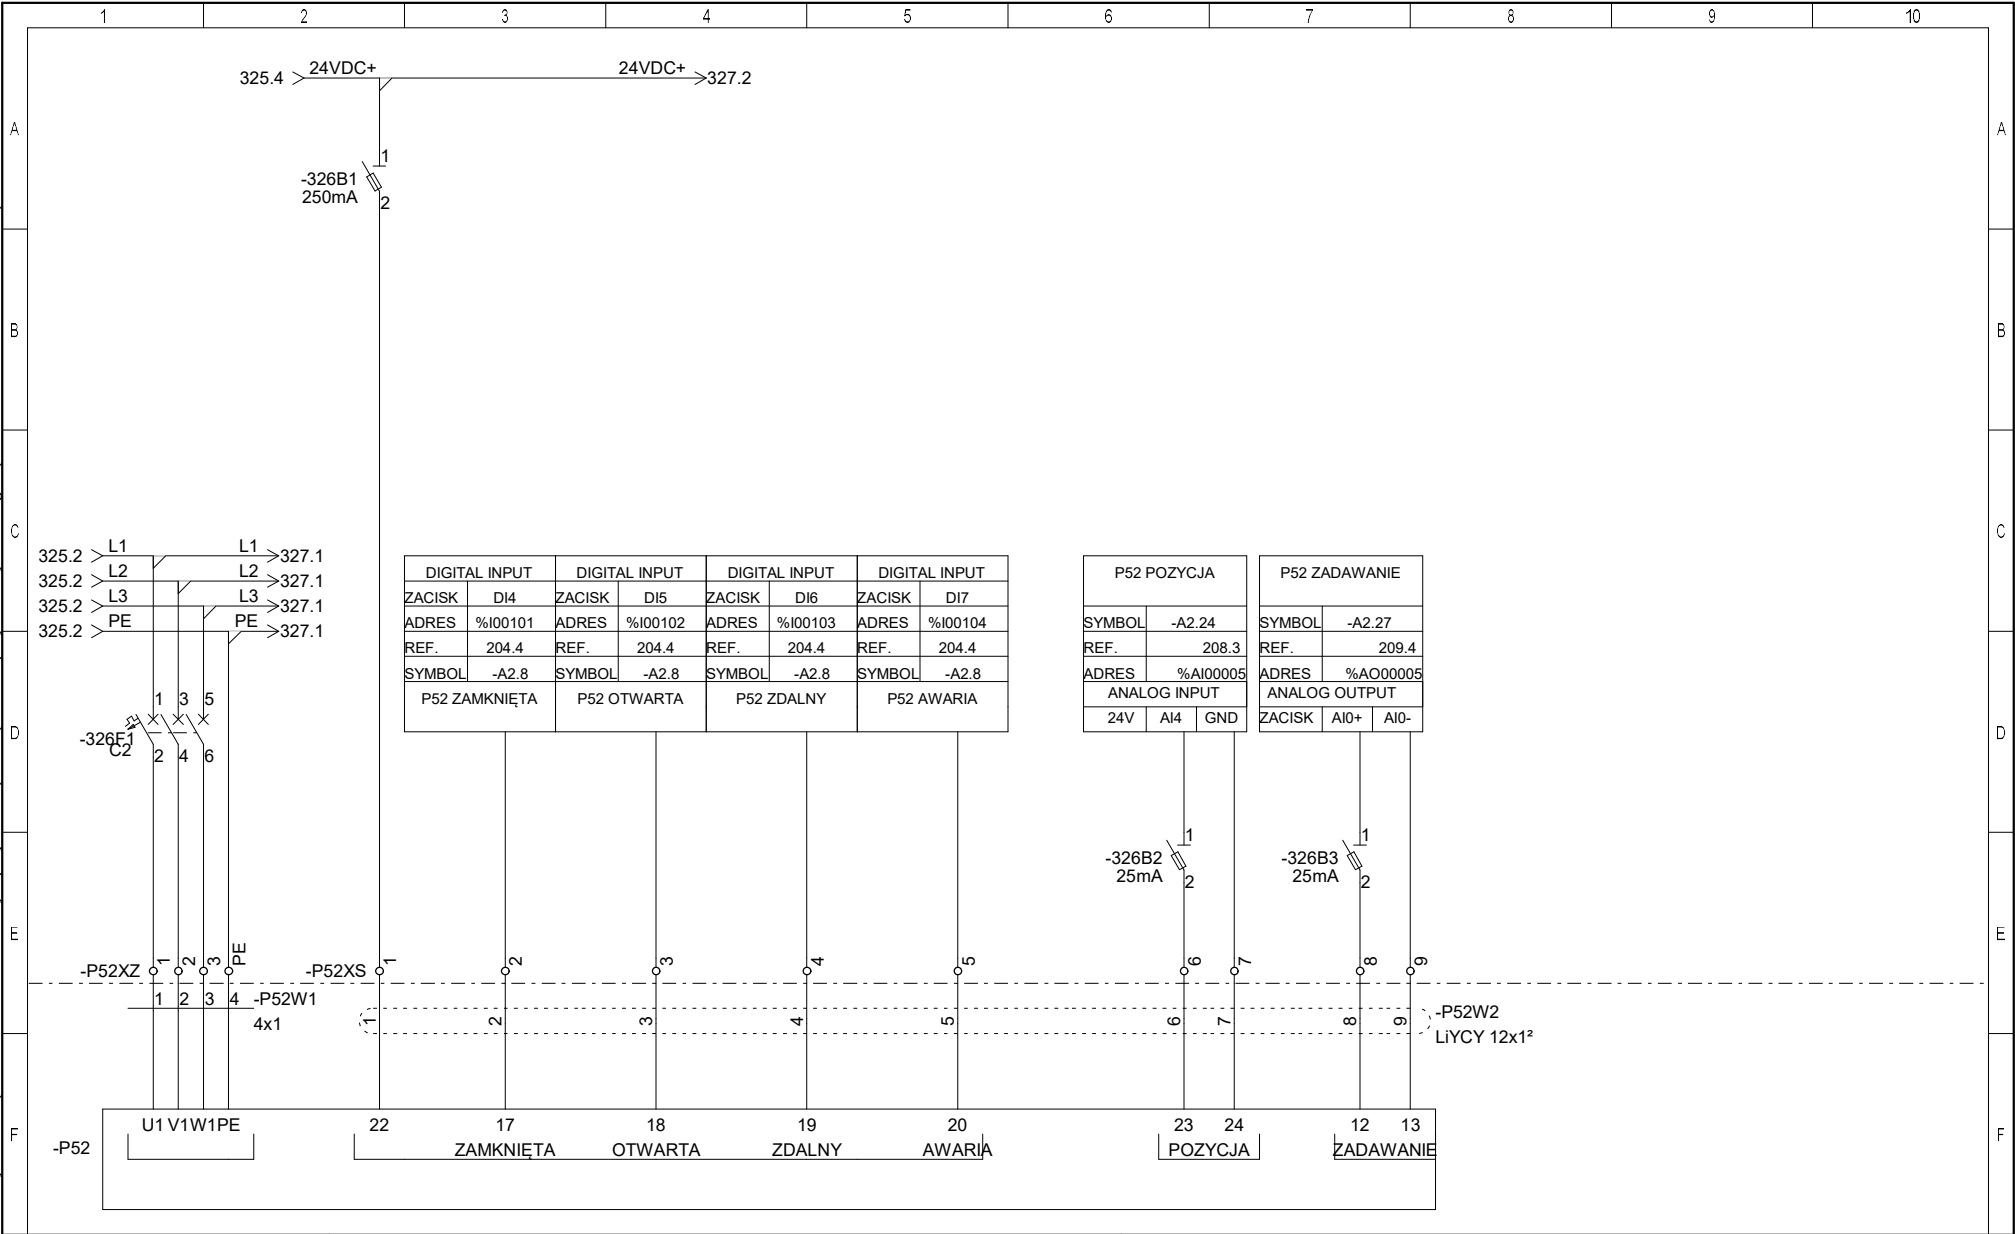 1 2 3 4 5 6 7 8 9 10
325.4 24VDC+ 24VDC+ 327.2
A A
1
-326B1
250mA
2
B B
C C
325.2 L1 L1 327.1
325.2 L2 L2 327.1
325.2 L3 L3 327.1
325.2 PE PE 327.1
DIGITAL INPUT DIGITAL INPUT DIGITAL INPUT DIGITAL INPUT
ZACISK DI4 ZACISK DI5 ZACISK DI6 ZACISK DI7
ADRES %I00101 ADRES %I00102 ADRES %I00103 ADRES %I00104
REF. 204.4 REF. 204.4 REF. 204.4 REF. 204.4
SYMBOL -A2.8 SYMBOL -A2.8 SYMBOL -A2.8 SYMBOL -A2.8
P52 ZAMKNIĘTA P52 OTWARTA P52 ZDALNY P52 AWARIA
P52 POZYCJA
SYMBOL -A2.24
REF. 208.3
ADRES %AI00005
ANALOG INPUT
24V AI4 GND
P52 ZADAWANIE
SYMBOL -A2.27
REF. 209.4
ADRES %AO00005
ANALOG OUTPUT
ZACISK AI0+ AI0-
1 3 5
D D
-326F1
C2
2 4 6
1
-326B2
25mA
2
1
-326B3
25mA
2
E E
-P52XZ 1 2 3 PE
-P52XS 1 2 3 4 5 6 7 8 9
1 2 3 4 -P52W1
4x1
1 2 3 4 5 6 7 8 9 -P52W2
LiYCY 12x1²
F F
-P52
U1 V1 W1 PE 22 17 18 19 20 23 24 12 13
ZAMKNIĘTA OTWARTA ZDALNY AWARIA POZYCJA ZADAWANIE